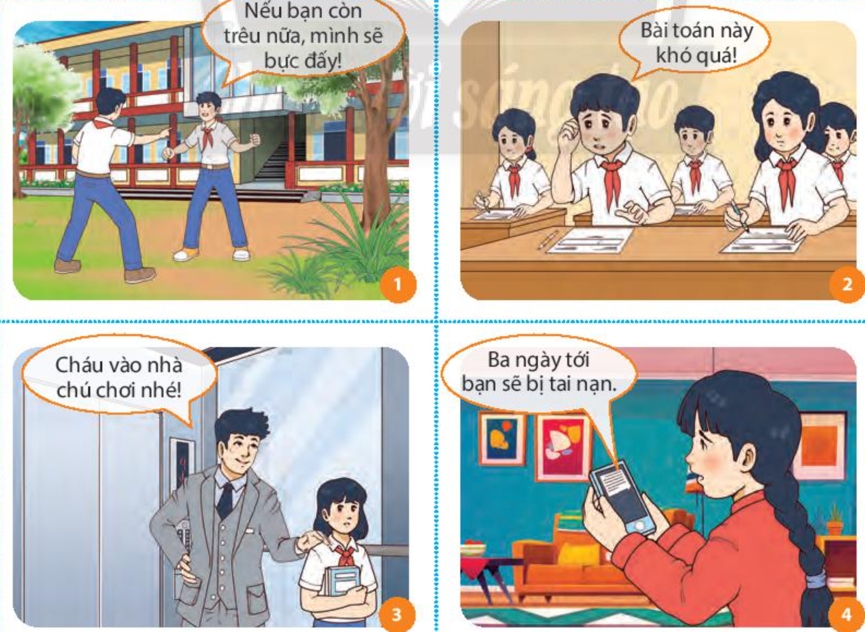 Nếu bạn còn
trêu nữa, mình sẽ
bực đấy!
1
Bài toán này
khó quá!
2
Cháu vào nhà
chú chơi nhé!
3
Ba ngày tới
bạn sẽ bị tai nạn.
4